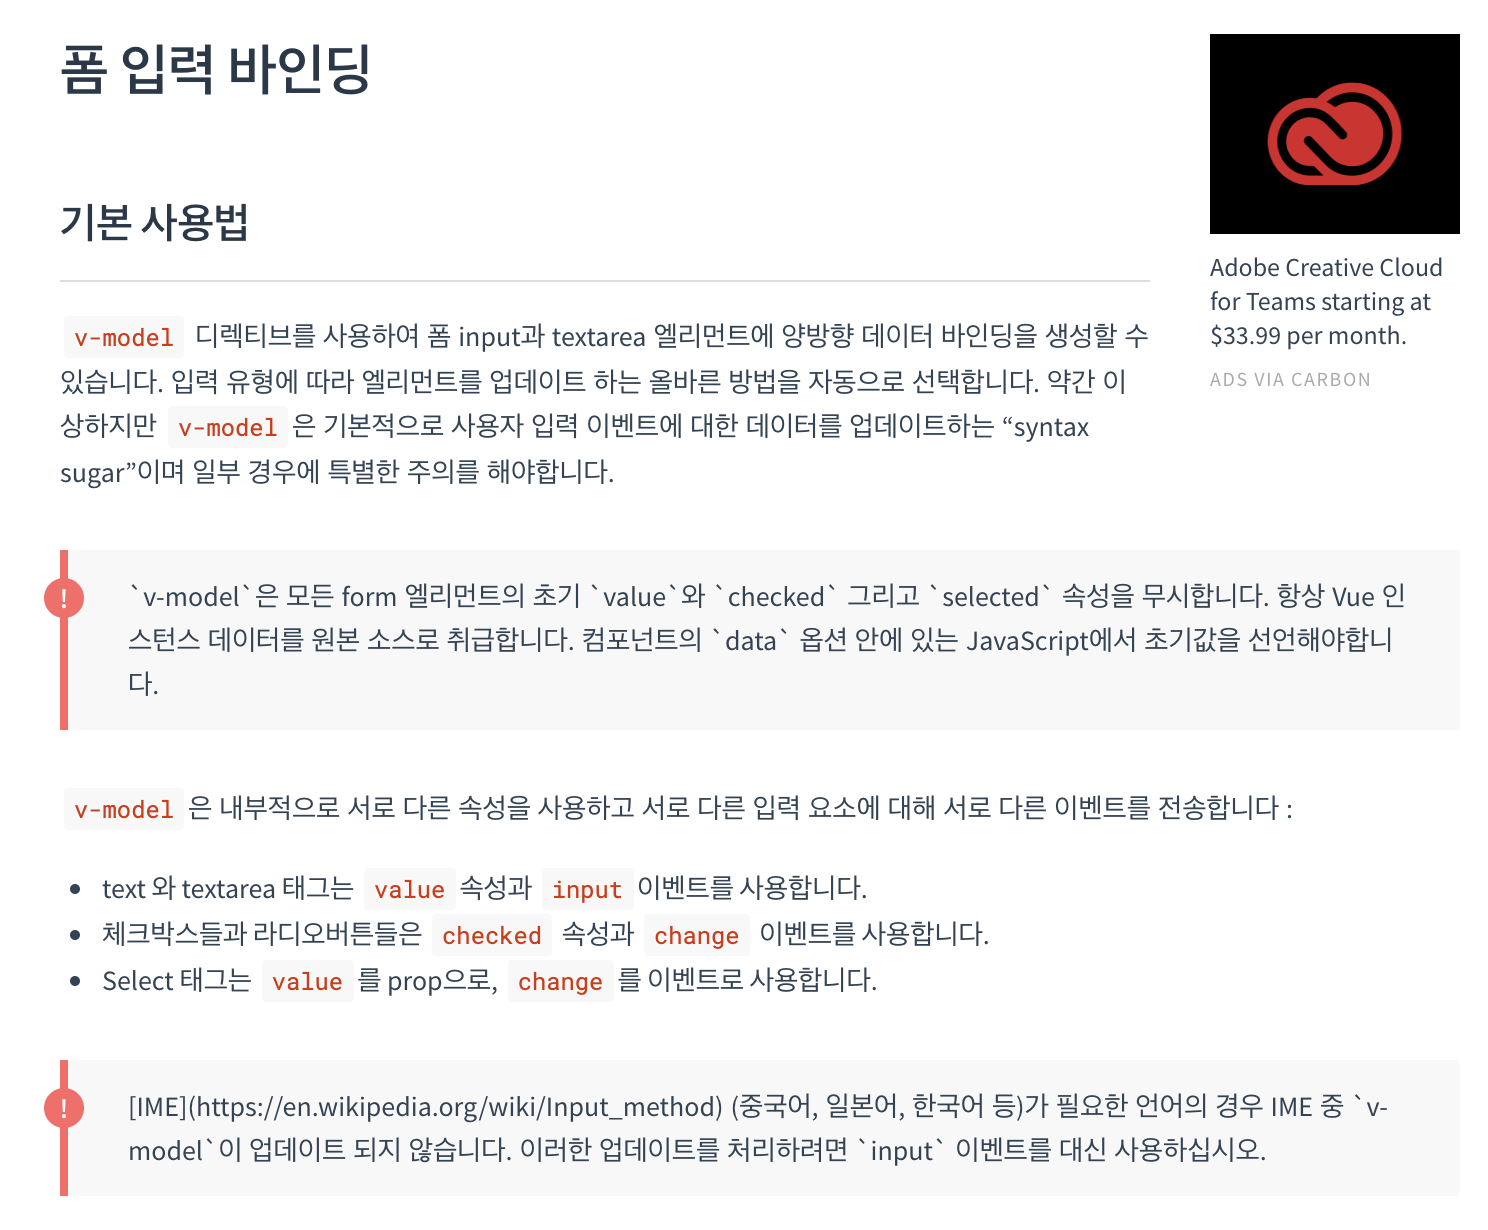 폼 입력 바인딩
기본 사용법
v-model 디렉티브를 사용하여 폼 input과 textarea 엘리먼트에 양방향 데이터 바인딩을 생성할 수
있습니다. 입력 유형에 따라 엘리먼트를 업데이트 하는 올바른 방법을 자동으로 선택합니다. 약간 이
상하지만 v-model 은 기본적으로 사용자 입력 이벤트에 대한 데이터를 업데이트하는 “syntax
sugar”이며 일부 경우에 특별한 주의를 해야합니다.
Adobe Creative Cloud
for Teams starting at
$33.99 per month.
ADS VIA CARBON
!
`v-model`은 모든 form 엘리먼트의 초기 `value`와 `checked` 그리고 `selected` 속성을 무시합니다. 항상 Vue 인
스턴스 데이터를 원본 소스로 취급합니다. 컴포넌트의 `data` 옵션 안에 있는 JavaScript에서 초기값을 선언해야합니
다.
v-model 은 내부적으로 서로 다른 속성을 사용하고 서로 다른 입력 요소에 대해 서로 다른 이벤트를 전송합니다 :
• text 와 textarea 태그는 value 속성과 input 이벤트를 사용합니다.
• 체크박스들과 라디오버튼들은 checked 속성과 change 이벤트를 사용합니다.
• Select 태그는 value 를 prop으로, change 를 이벤트로 사용합니다.
!
[IME](https://en.wikipedia.org/wiki/Input_method) (중국어, 일본어, 한국어 등)가 필요한 언어의 경우 IME 중 `v-
model`이 업데이트 되지 않습니다. 이러한 업데이트를 처리하려면 `input` 이벤트를 대신 사용하십시오.